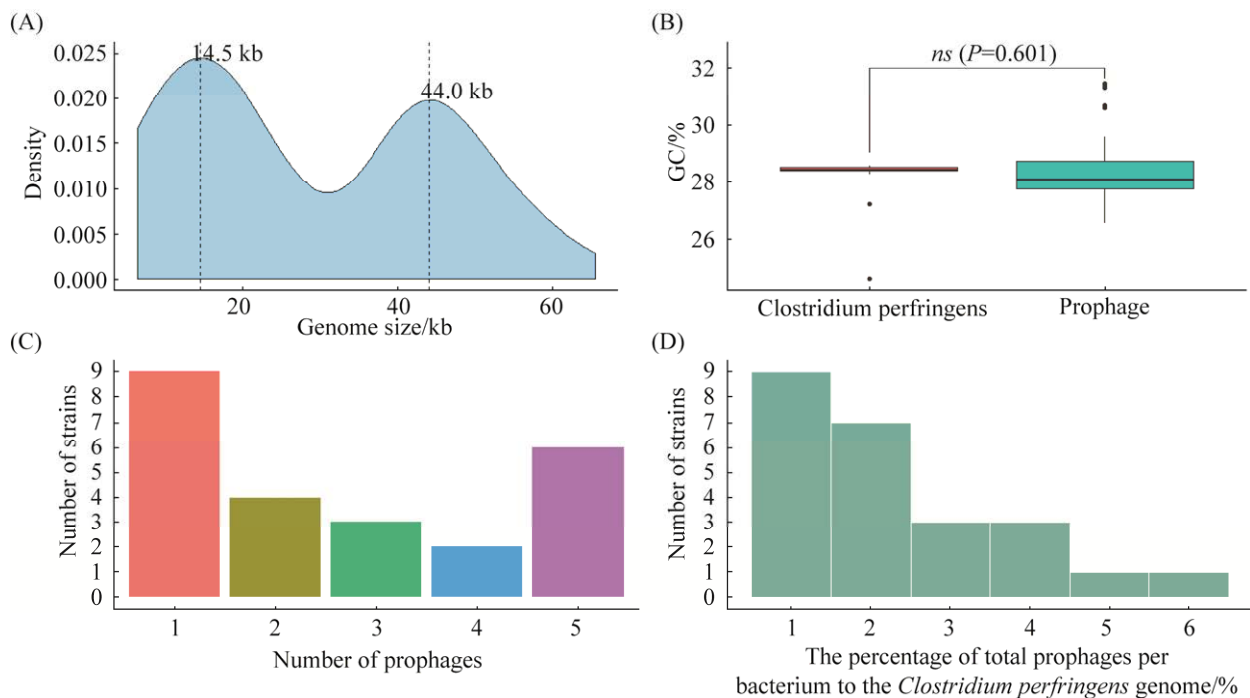 (A)
14.5 kb
44.0 kb
0.025
0.020
0.015
0.010
0.005
0.000
Density
20
40
60
Genome size/kb
(B)
ns (P=0.601)
32
30
28
26
GC/%
Clostridium perfringens
Prophage
(C)
9
8
7
6
5
4
3
2
1
0
Number of strains
1
2
3
4
5
Number of prophages
(D)
9
8
7
6
5
4
3
2
1
0
Number of strains
1
2
3
4
5
6
The percentage of total prophages per
bacterium to the Clostridium perfringens genome/%